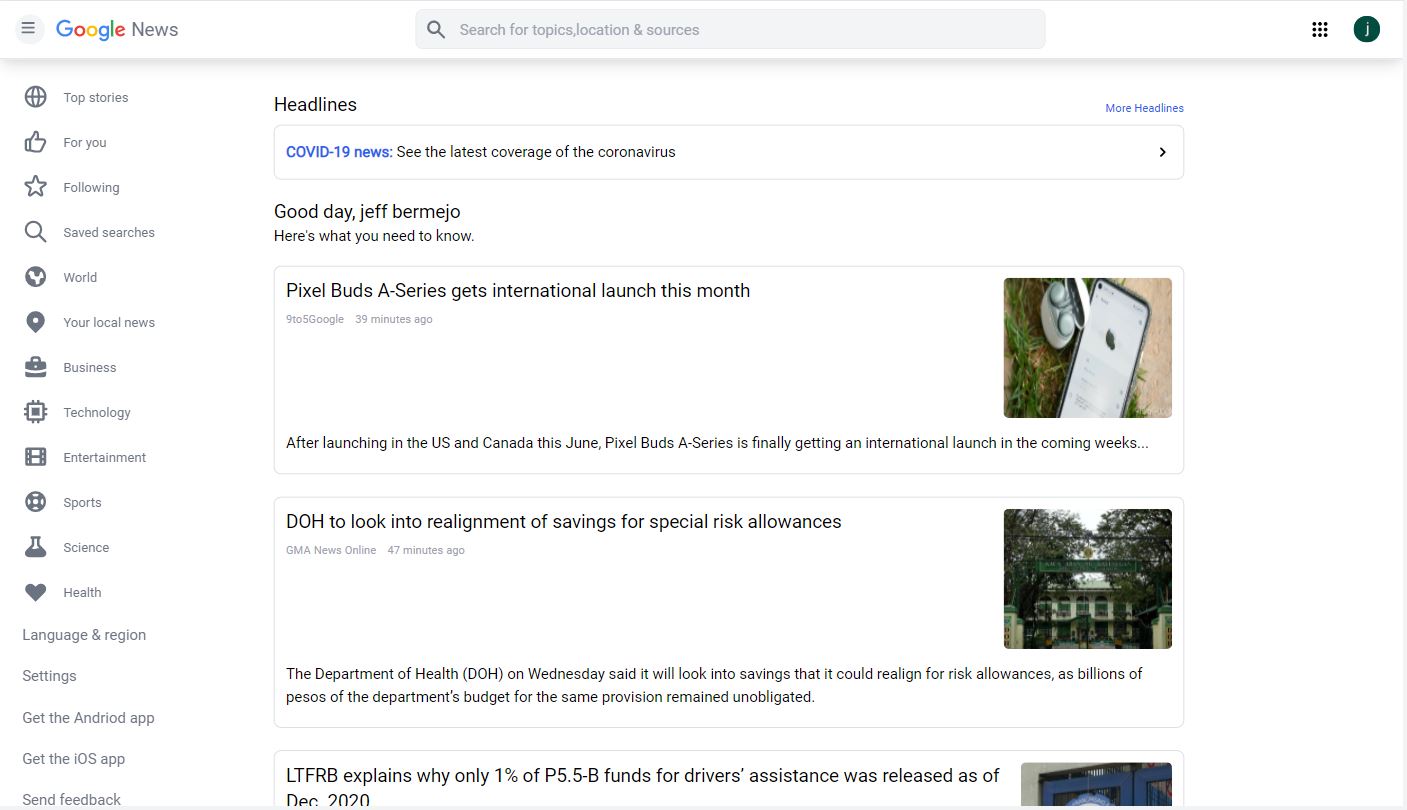 Google News
Search for topics,location & sources
j
Top stories
For you
Following
Saved searches
World
Your local news
Business
Technology
Entertainment
Sports
Science
Health
Language & region
Settings
Get the Andriod app
Get the iOS app
Send feedback
Headlines
More Headlines
COVID-19 news: See the latest coverage of the coronavirus
Good day, jeff bermejo
Here's what you need to know.
Pixel Buds A-Series gets international launch this month
9to5Google 39 minutes ago
After launching in the US and Canada this June, Pixel Buds A-Series is finally getting an international launch in the coming weeks...
DOH to look into realignment of savings for special risk allowances
GMA News Online 47 minutes ago
The Department of Health (DOH) on Wednesday said it will look into savings that it could realign for risk allowances, as billions of
pesos of the department’s budget for the same provision remained unobligated.
LTFRB explains why only 1% of P5.5-B funds for drivers’ assistance was released as of
Dec. 2020